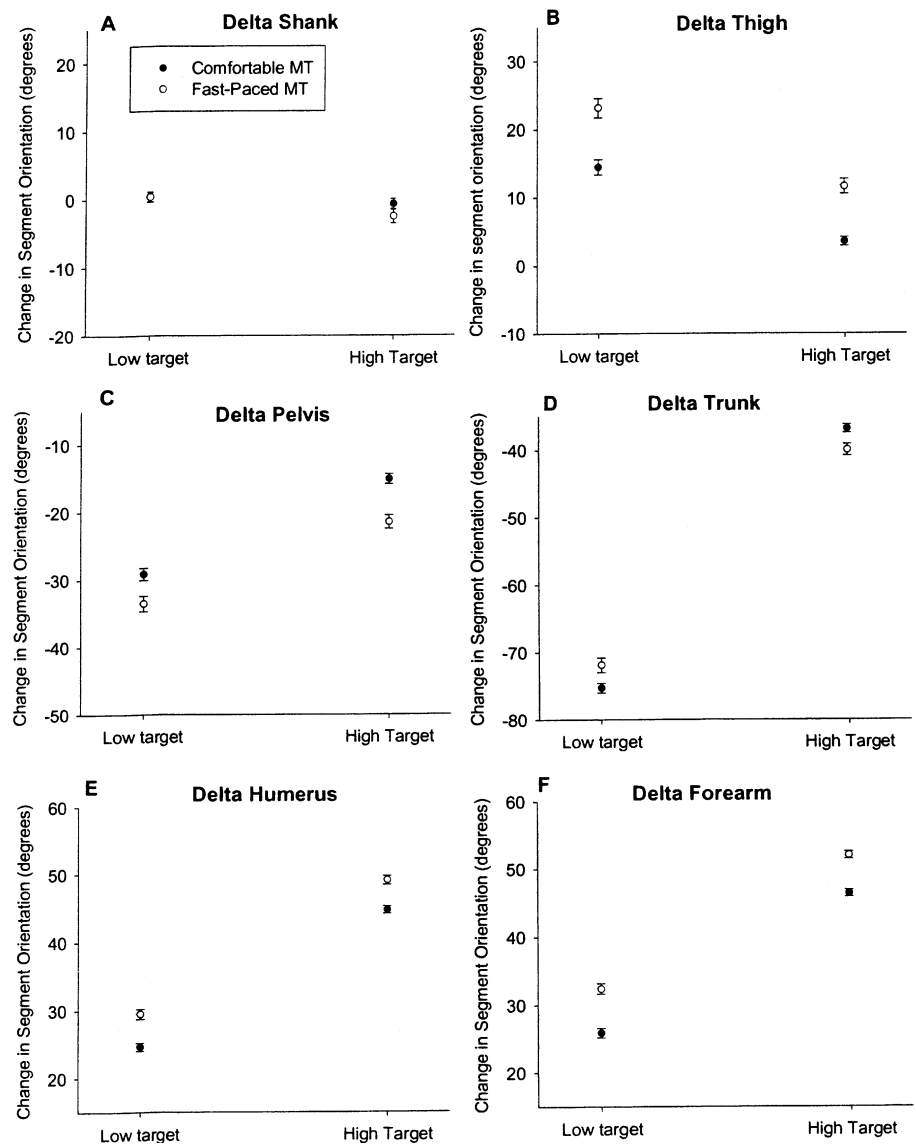 A
Delta Shank
Change in Segment Orientation (degrees)
20
10
0
-10
-20
Comfortable MT
Fast-Paced MT
Low target
High Target
B
Delta Thigh
Change in segment orientation (degrees)
30
20
10
0
-10
Low target
High Target
C
Delta Pelvis
Change in Segment Orientation (degrees)
-10
-20
-30
-40
-50
Low target
High Target
D
Delta Trunk
Change in Segment Orientation (degrees)
-40
-50
-60
-70
-80
Low target
High Target
E
Delta Humerus
Change in Segment Orientation (degrees)
60
50
40
30
20
Low target
High Target
F
Delta Forearm
Change in Segment Orientation (degrees)
60
50
40
30
20
Low target
High Target